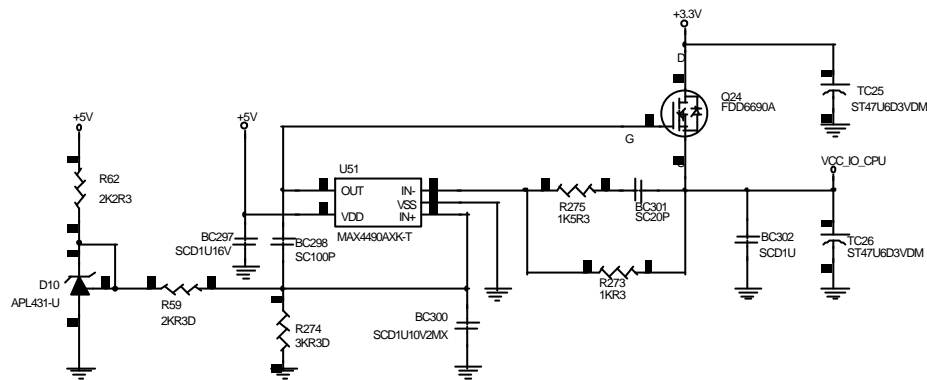 +3.3V
D
Q24
FDD6690A
G
TC25
ST47U6D3VDM
+5V
+5V
R62
2K2R3
U51
OUT
VDD
IN-
VSS
IN+
MAX4490AXK-T
R275
1K5R3
BC301
SC20P
VCC_IO_CPU
BC297
SCD1U16V
BC298
SC100P
BC302
SCD1U
TC26
ST47U6D3VDM
D10
APL431-U
R59
2KR3D
R273
1KR3
R274
3KR3D
BC300
SCD1U10V2MX